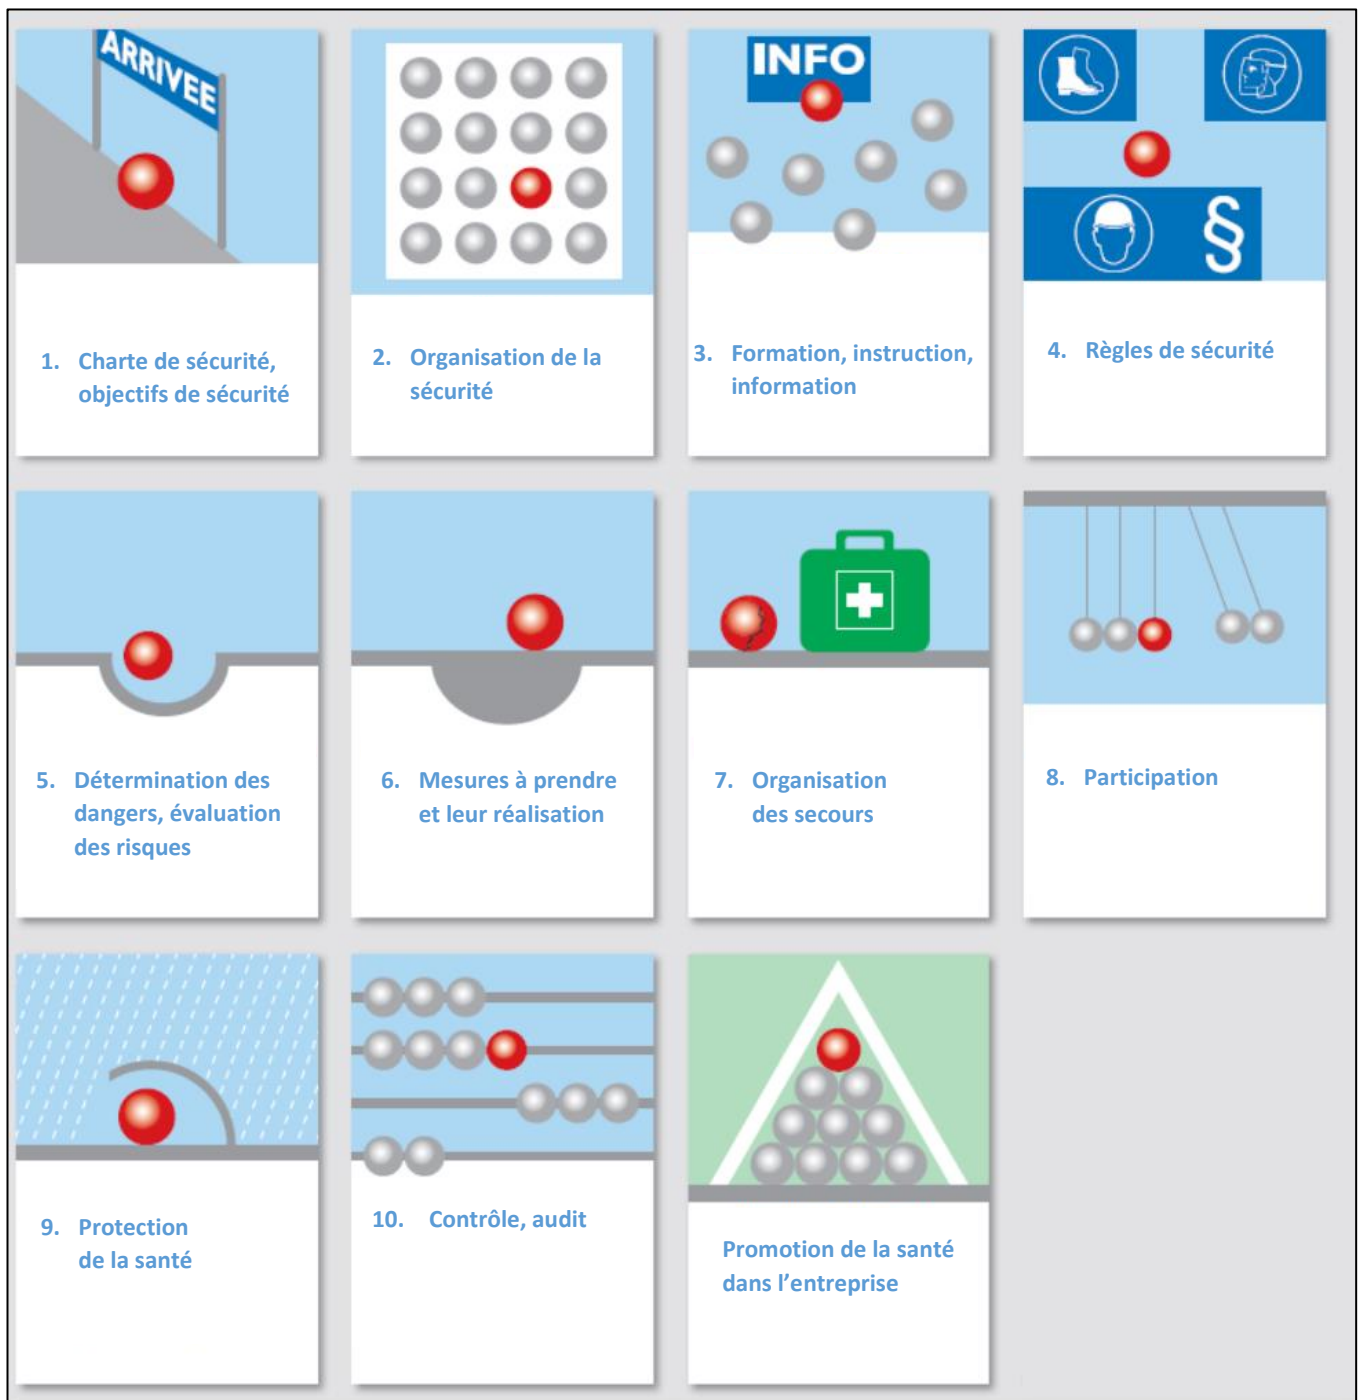 ARRIVEE
INFO
§
1. Charte de sécurité,
objectifs de sécurité
2. Organisation de la
sécurité
3. Formation, instruction,
information
4. Règles de sécurité
5. Détermination des
dangers, évaluation
des risques
6. Mesures à prendre
et leur réalisation
7. Organisation
des secours
8. Participation
9. Protection
de la santé
10. Contrôle, audit
Promotion de la santé
dans l’entreprise